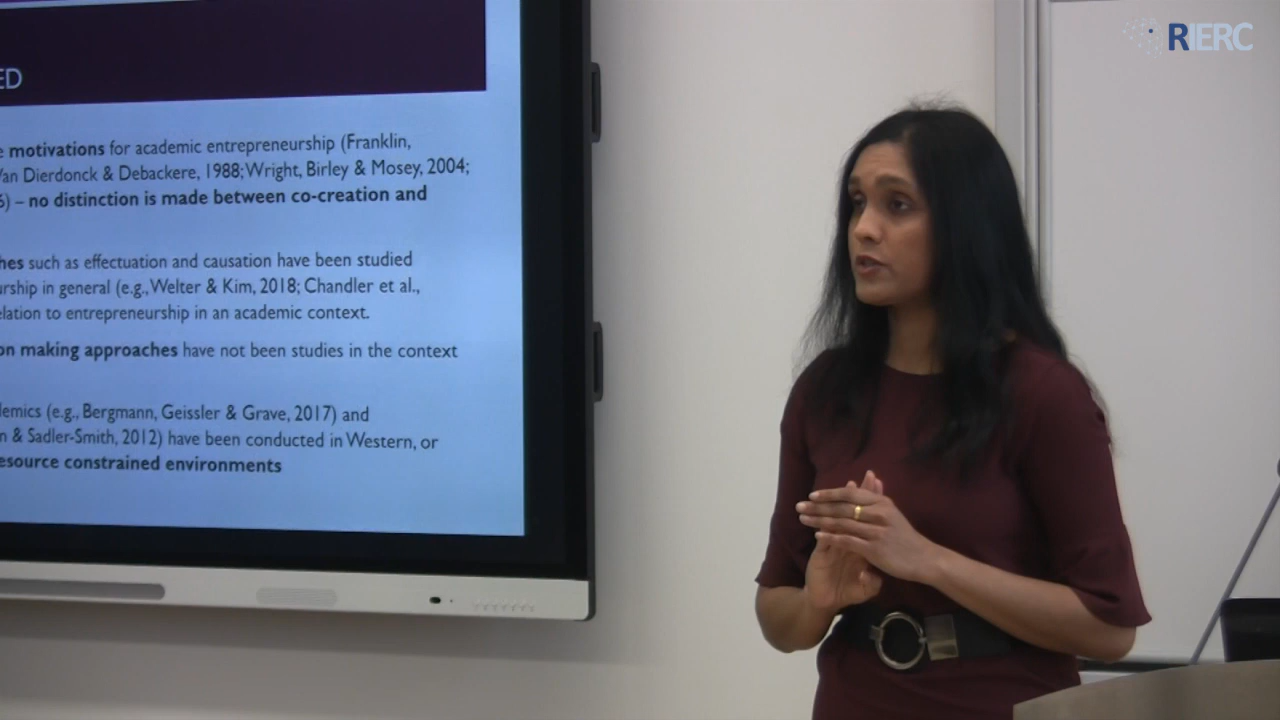 RIERC
ED
e motivations for academic entrepreneurship (Franklin,
Van Dierdonck & Debackere, 1988; Wright, Birley & Mosey, 2004;
6) – no distinction is made between co-creation and
hes such as effectuation and causation have been studied
urship in general (e.g., Welter & Kim, 2018; Chandler et al.,
elation to entrepreneurship in an academic context.
on making approaches have not been studies in the context
demics (e.g., Bergmann, Geissler & Grave, 2017) and
n & Sadler-Smith, 2012) have been conducted in Western, or
esource constrained environments